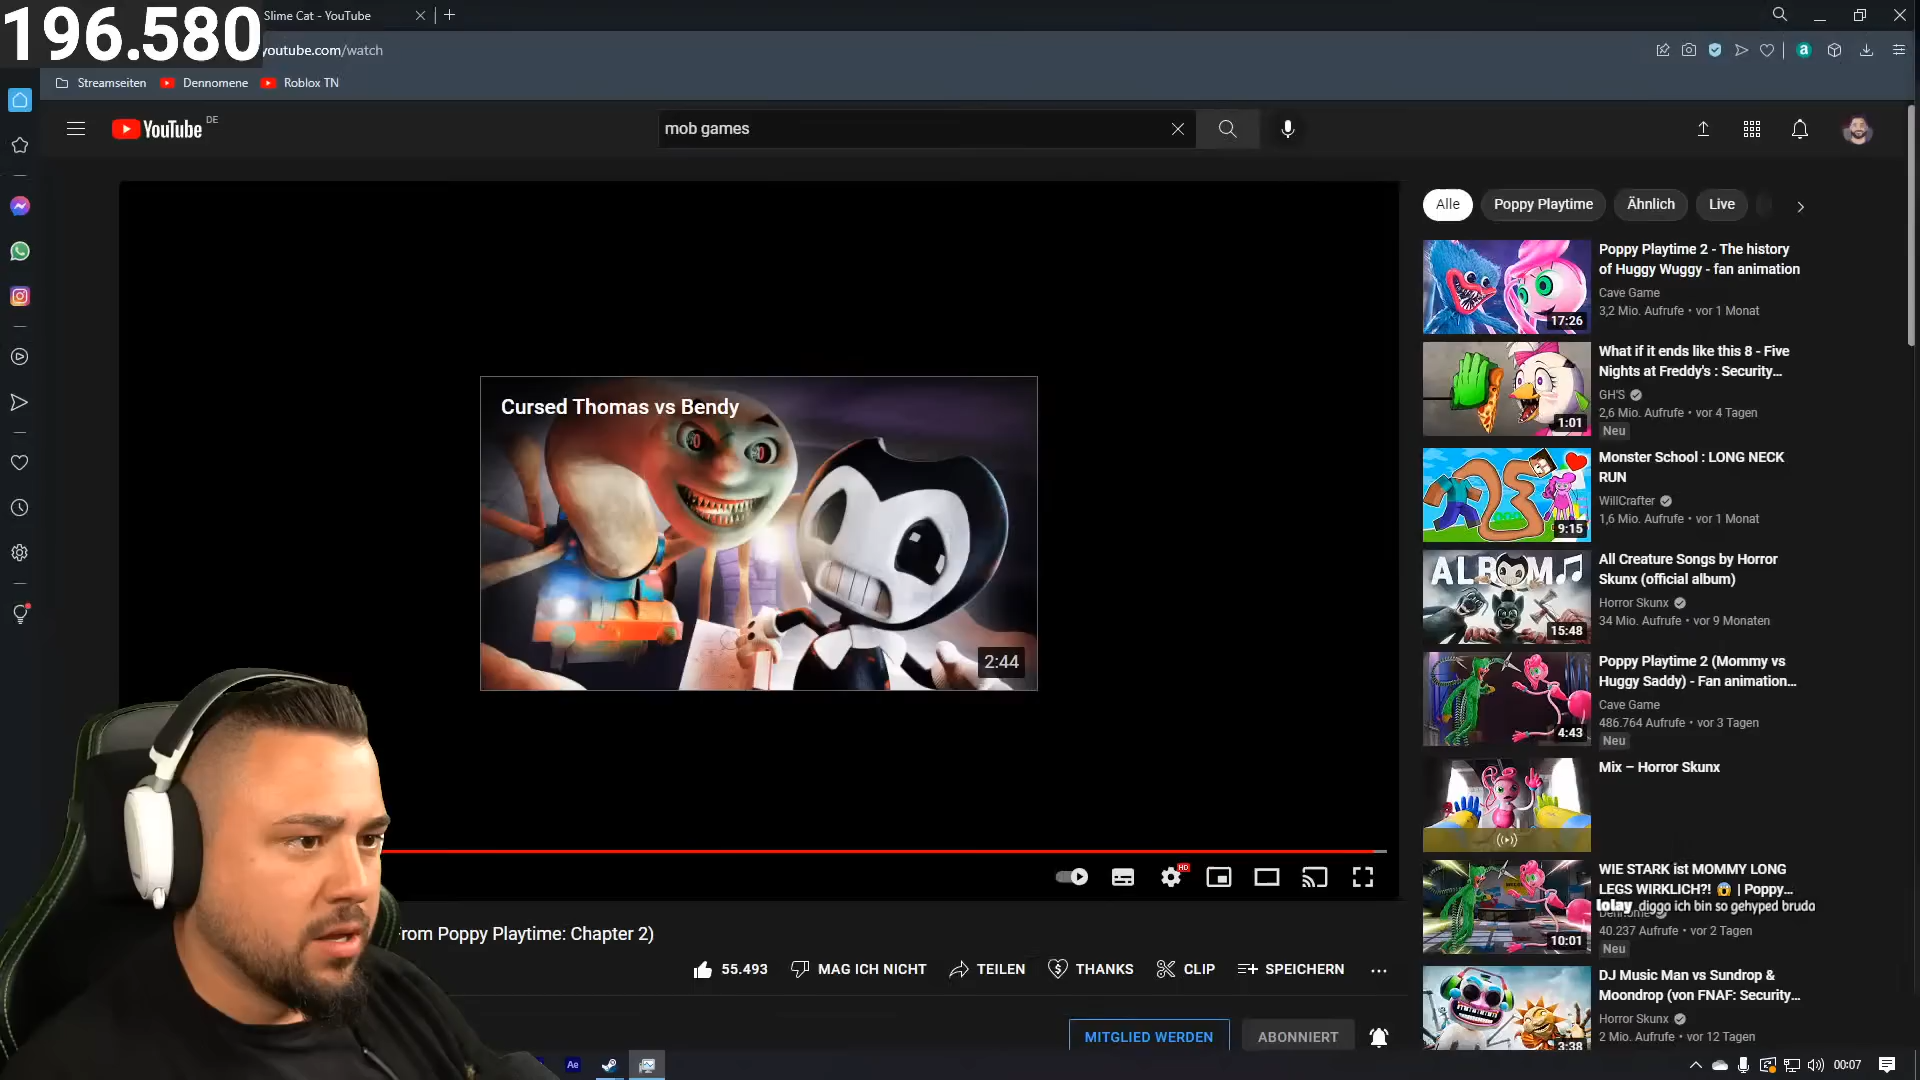 196.580
Slime Cat - YouTube
youtube.com/watch
Streamseiten
Dennomene
Roblox TN
YouTube DE
mob games
Alle
Poppy Playtime
Ähnlich
Live
Cursed Thomas vs Bendy
2:44
Poppy Playtime 2 - The history
of Huggy Wuggy - fan animation
Cave Game
3,2 Mio. Aufrufe • vor 1 Monat
17:26
What if it ends like this 8 - Five
Nights at Freddy's : Security...
GH'S
2,6 Mio. Aufrufe • vor 4 Tagen
Neu
1:01
Monster School : LONG NECK
RUN
WillCrafter
1,6 Mio. Aufrufe • vor 1 Monat
9:15
ALBOM
All Creature Songs by Horror
Skunx (official album)
Horror Skunx
34 Mio. Aufrufe • vor 9 Monaten
15:48
Poppy Playtime 2 (Mommy vs
Huggy Saddy) - Fan animation...
Cave Game
486.764 Aufrufe • vor 3 Tagen
Neu
4:43
Mix – Horror Skunx
WIE STARK ist MOMMY LONG
LEGS WIRKLICH?! 😱 | Poppy...
lolay digga ich bin so gehyped bruda
40.237 Aufrufe • vor 2 Tagen
Neu
10:01
DJ Music Man vs Sundrop &
Moondrop (von FNAF: Security...
Horror Skunx
2 Mio. Aufrufe • vor 12 Tagen
3:38
HD
From Poppy Playtime: Chapter 2)
55.493
MAG ICH NICHT
TEILEN
THANKS
CLIP
SPEICHERN
MITGLIED WERDEN
ABONNIERT
Ae
00:07